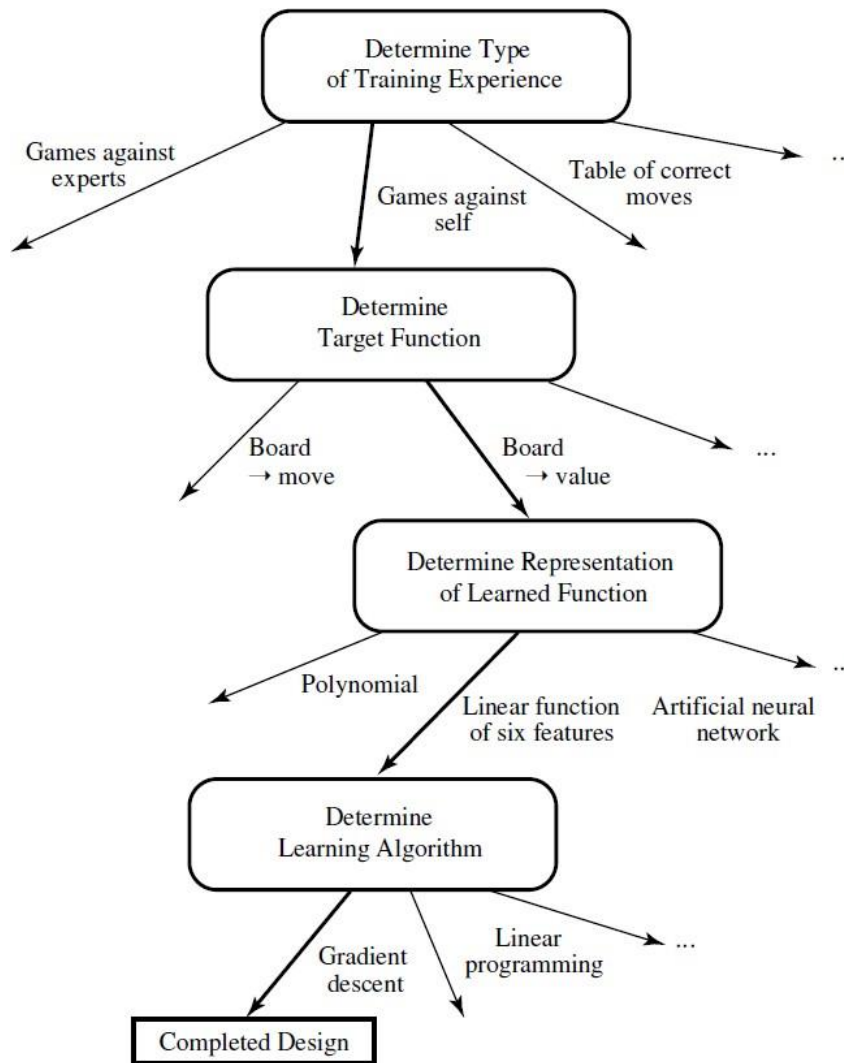 Determine Type
of Training Experience
Games against
experts
Games against
self
Table of correct
moves
...
Determine
Target Function
Board
→ move
Board
→ value
...
Determine Representation
of Learned Function
Polynomial
Linear function
of six features
Artificial neural
network
...
Determine
Learning Algorithm
Gradient
descent
Linear
programming
...
Completed Design